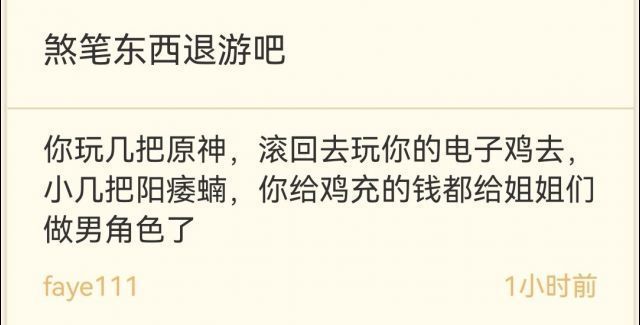 煞笔东西退游吧
你玩几把原神，滚回去玩你的电子鸡去，
小几把阳痿蝻，你给鸡充的钱都给姐姐们
做男角色了
faye111
1小时前